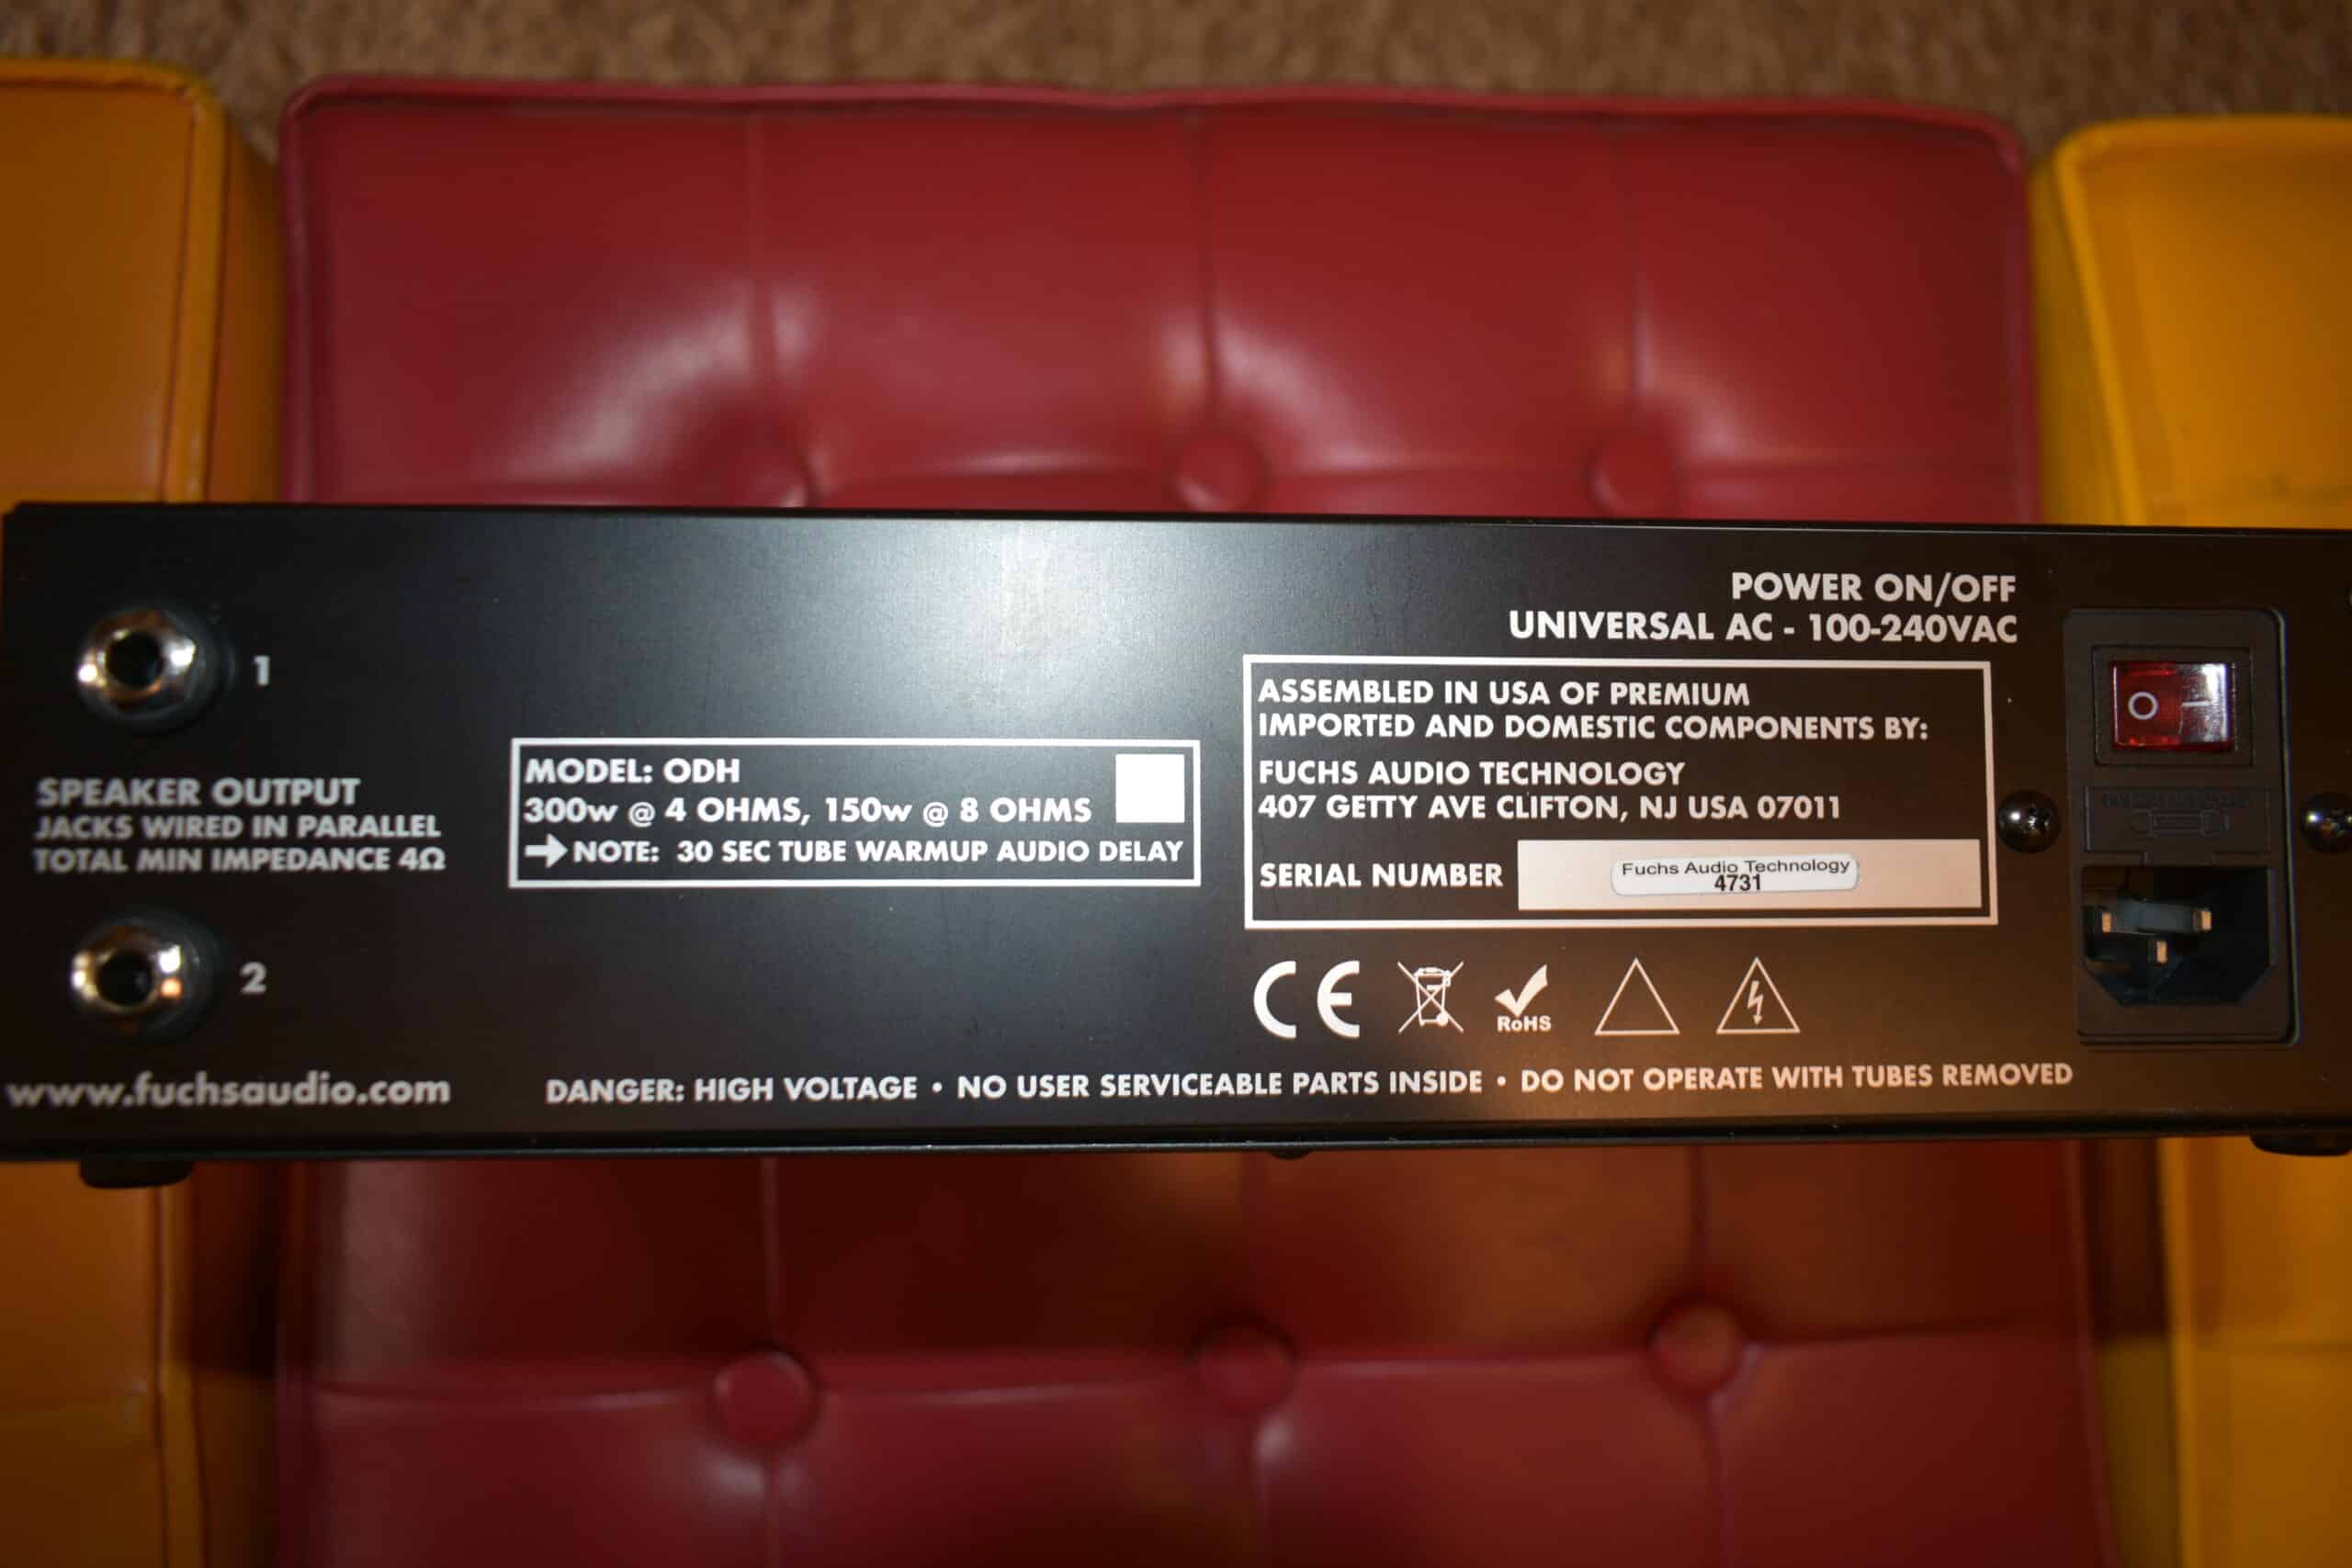 POWER ON/OFF
UNIVERSAL AC - 100-240VAC
1
SPEAKER OUTPUT
JACKS WIRED IN PARALLEL
TOTAL MIN IMPEDANCE 4Ω
2
www.fuchsaudio.com
MODEL: ODH
300w @ 4 OHMS, 150w @ 8 OHMS
NOTE: 30 SEC TUBE WARMUP AUDIO DELAY
ASSEMBLED IN USA OF PREMIUM
IMPORTED AND DOMESTIC COMPONENTS BY:
FUCHS AUDIO TECHNOLOGY
407 GETTY AVE CLIFTON, NJ USA 07011
SERIAL NUMBER
Fuchs Audio Technology
4731
CE
RoHS
DANGER: HIGH VOLTAGE • NO USER SERVICEABLE PARTS INSIDE • DO NOT OPERATE WITH TUBES REMOVED